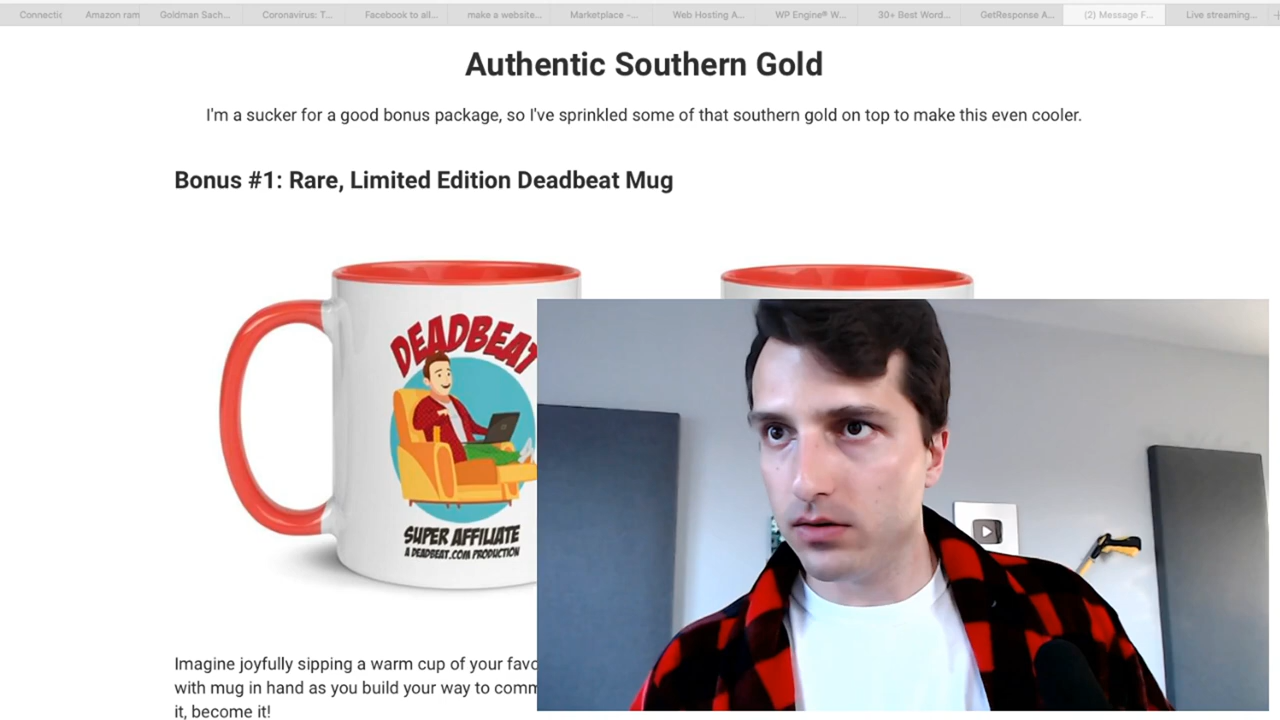 Connectic
Amazon ram
Goldman Sach...
Coronavirus: T...
Facebook to all...
make a website...
Marketplace -...
Web Hosting A...
WP Engine® W...
30+ Best Word...
GetResponse A...
(2) Message F...
Live streaming...
Authentic Southern Gold
I'm a sucker for a good bonus package, so I've sprinkled some of that southern gold on top to make this even cooler.
Bonus #1: Rare, Limited Edition Deadbeat Mug
DEADBEAT
SUPER AFFILIATE
A DEADBEAT.COM PRODUCTION
Imagine joyfully sipping a warm cup of your favo
with mug in hand as you build your way to comm
it, become it!